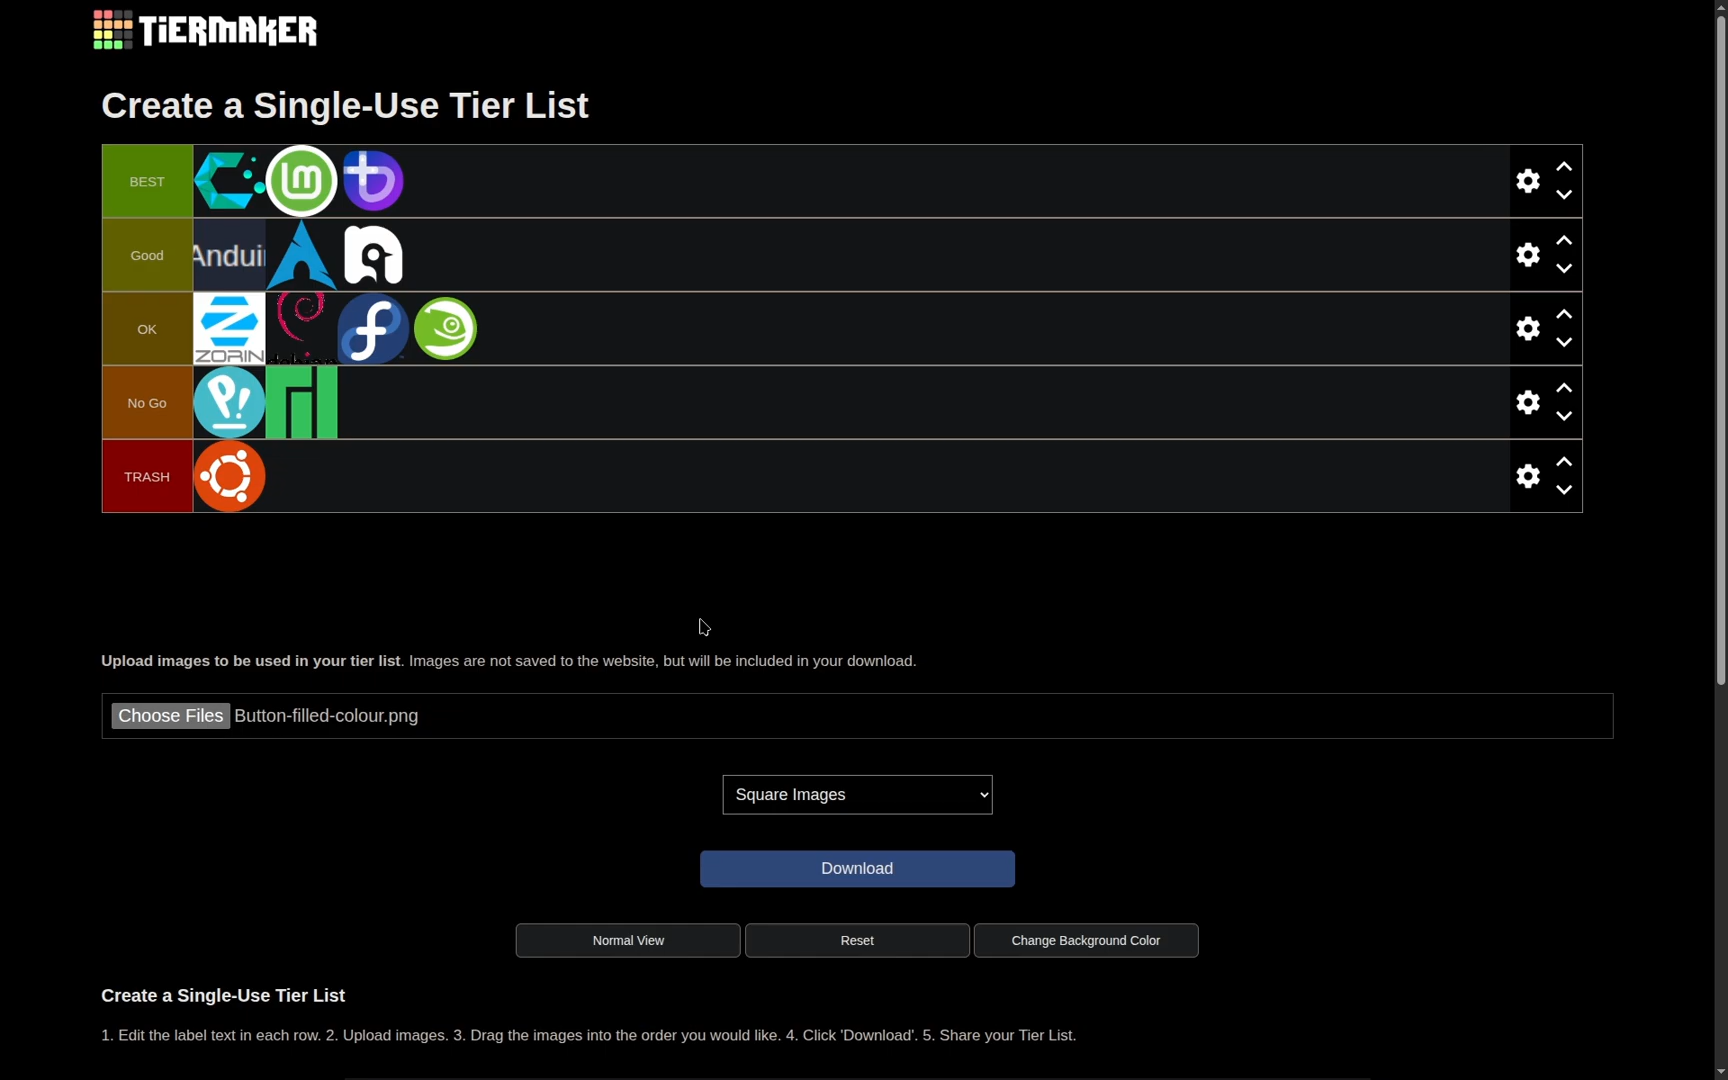 TiERMAKER
Create a Single-Use Tier List
BEST
Good
Andui
OK
ZORIN
debian
No Go
TRASH
Upload images to be used in your tier list. Images are not saved to the website, but will be included in your download.
Choose Files Button-filled-colour.png
Square Images
Download
Normal View Reset Change Background Color
Create a Single-Use Tier List
1. Edit the label text in each row. 2. Upload images. 3. Drag the images into the order you would like. 4. Click 'Download'. 5. Share your Tier List.